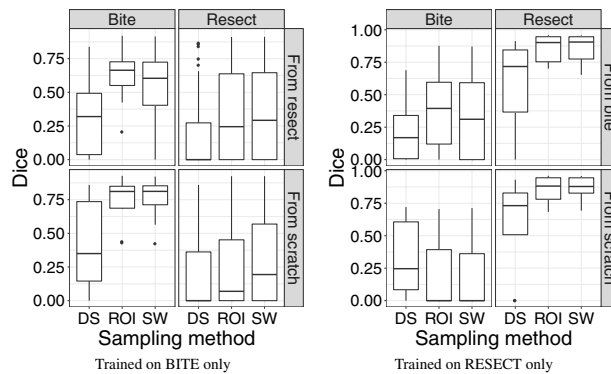 Bite Resect
Dice
0.75
0.50
0.25
0.00
From resect
0.75
0.50
0.25
0.00
From scratch
DS ROI SW DS ROI SW
Sampling method
Trained on BITE only
Bite Resect
Dice
1.00
0.75
0.50
0.25
0.00
From bite
1.00
0.75
0.50
0.25
0.00
From scratch
DS ROI SW DS ROI SW
Sampling method
Trained on RESECT only